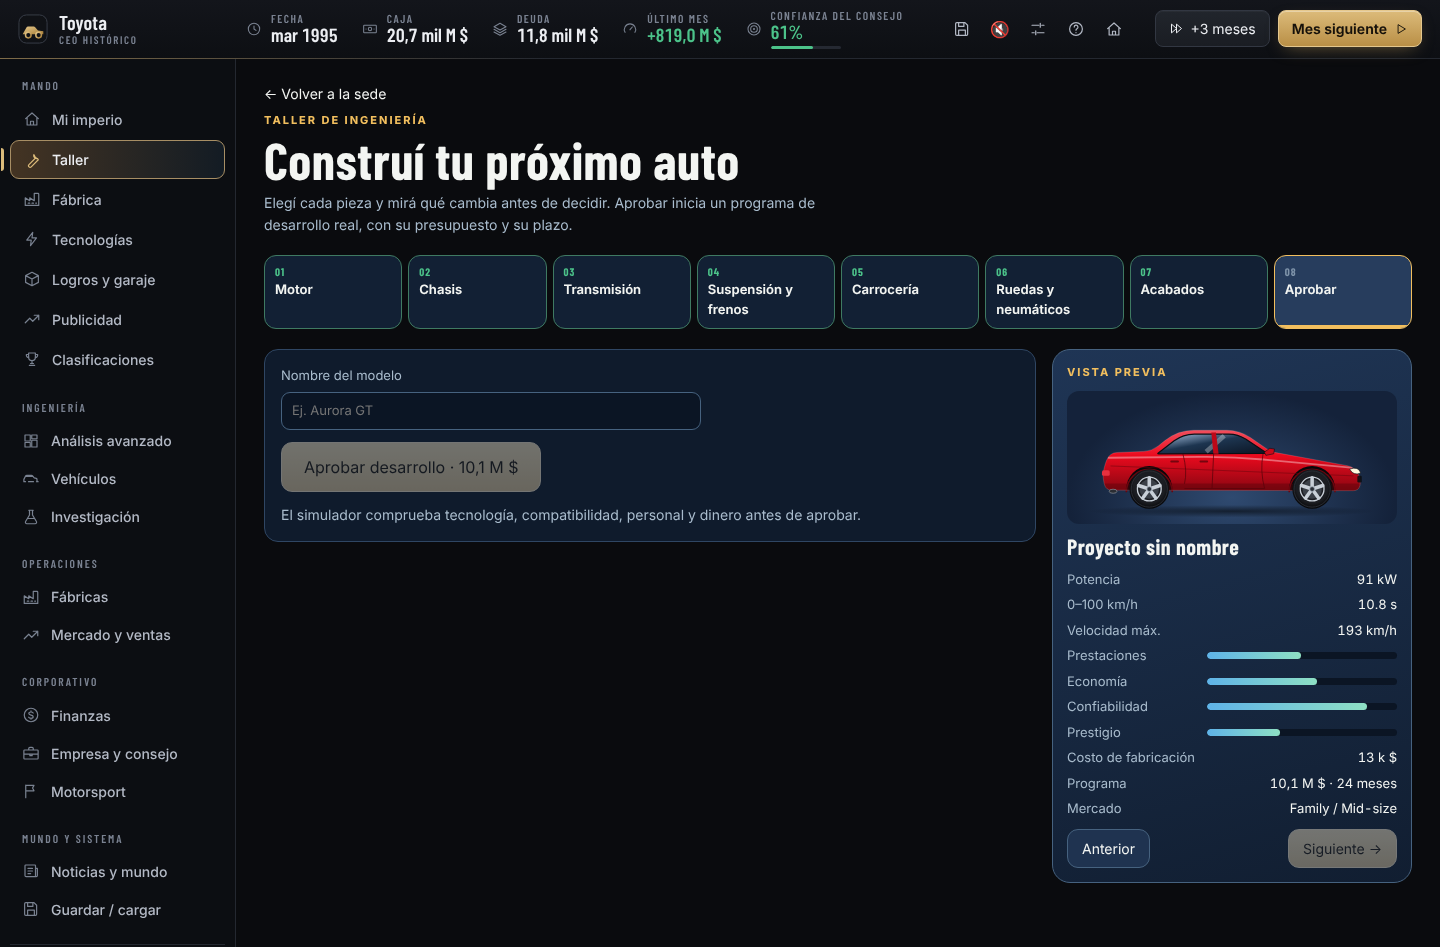 Toyota
CEO HISTÓRICO
FECHA
mar 1995
CAJA
20,7 mil M $
DEUDA
11,8 mil M $
ÚLTIMO MES
+819,0 M $
CONFIANZA DEL CONSEJO
61%
+3 meses
Mes siguiente
MANDO
Mi imperio
Taller
Fábrica
Tecnologías
Logros y garaje
Publicidad
Clasificaciones
INGENIERÍA
Análisis avanzado
Vehículos
Investigación
OPERACIONES
Fábricas
Mercado y ventas
CORPORATIVO
Finanzas
Empresa y consejo
Motorsport
MUNDO Y SISTEMA
Noticias y mundo
Guardar / cargar
← Volver a la sede
TALLER DE INGENIERÍA
Construí tu próximo auto
Elegí cada pieza y mirá qué cambia antes de decidir. Aprobar inicia un programa de
desarrollo real, con su presupuesto y su plazo.
01
Motor
02
Chasis
03
Transmisión
04
Suspensión y
frenos
05
Carrocería
06
Ruedas y
neumáticos
07
Acabados
08
Aprobar
Nombre del modelo
Ej. Aurora GT
Aprobar desarrollo · 10,1 M $
El simulador comprueba tecnología, compatibilidad, personal y dinero antes de aprobar.
VISTA PREVIA
Proyecto sin nombre
Potencia 91 kW
0–100 km/h 10.8 s
Velocidad máx. 193 km/h
Prestaciones
Economía
Confiabilidad
Prestigio
Costo de fabricación 13 k $
Programa 10,1 M $ · 24 meses
Mercado Family / Mid-size
Anterior
Siguiente →